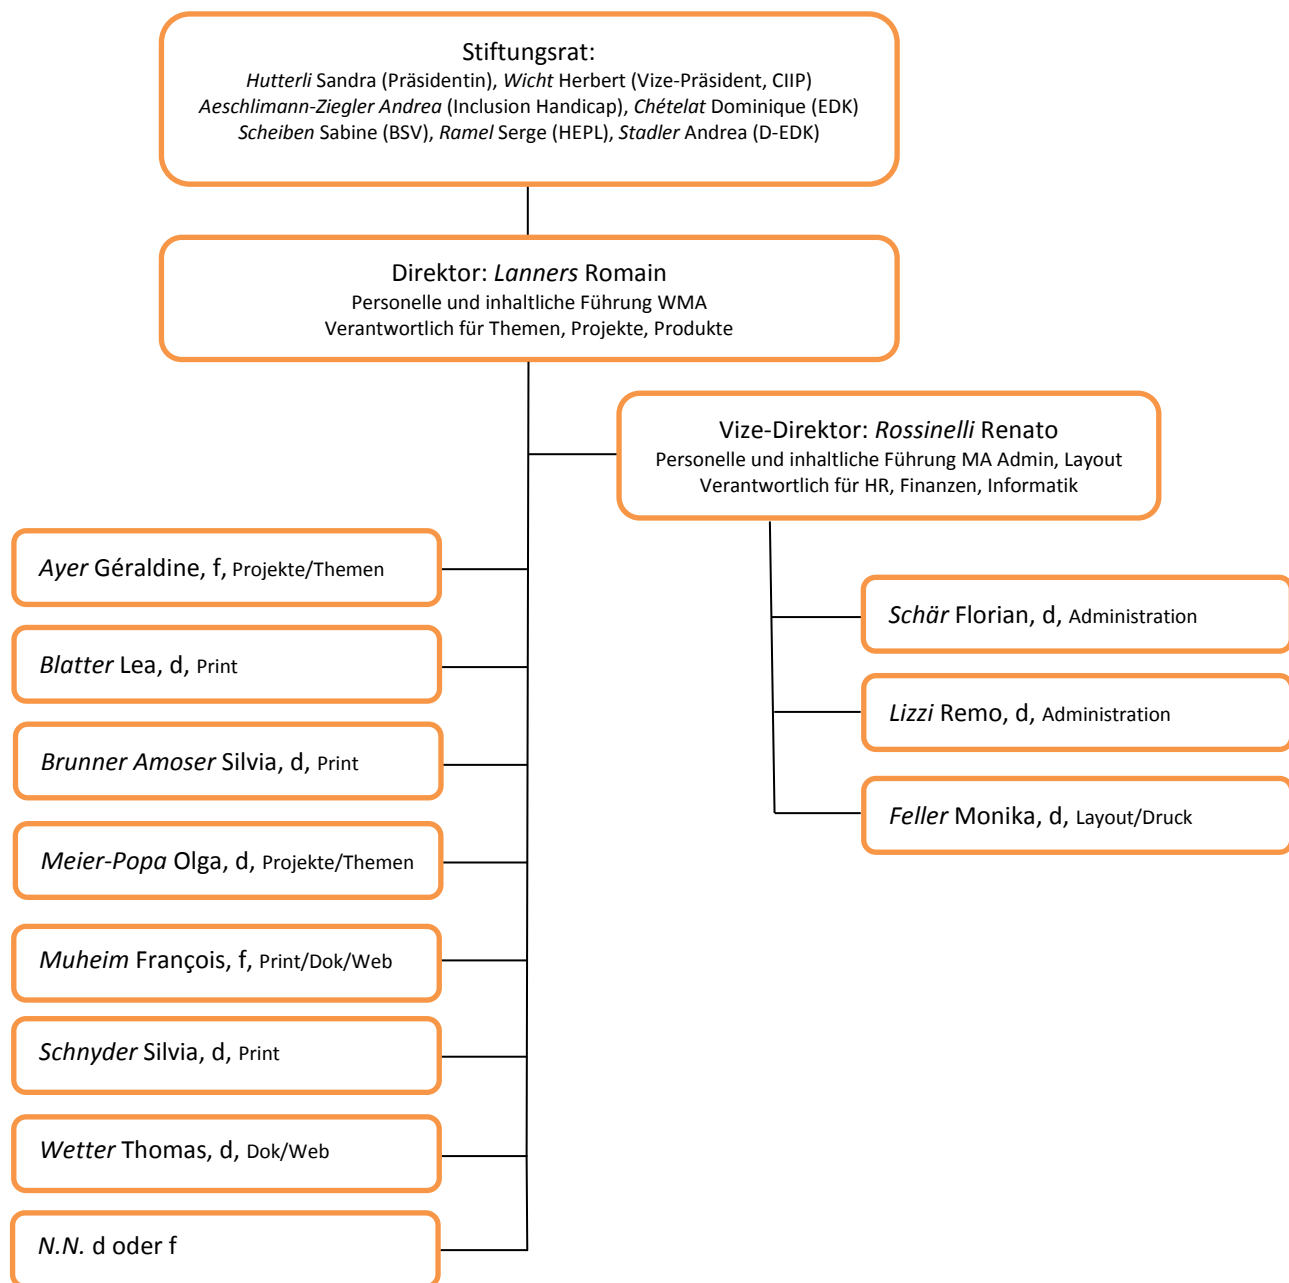 Stiftungsrat:
Hutterli Sandra (Präsidentin), Wicht Herbert (Vize-Präsident, CIIP)
Aeschlimann-Ziegler Andrea (Inclusion Handicap), Chételat Dominique (EDK)
Scheiben Sabine (BSV), Ramel Serge (HEPL), Stadler Andrea (D-EDK)
Direktor: Lanners Romain
Personelle und inhaltliche Führung WMA
Verantwortlich für Themen, Projekte, Produkte
Vize-Direktor: Rossinelli Renato
Personelle und inhaltliche Führung MA Admin, Layout
Verantwortlich für HR, Finanzen, Informatik
Ayer Géraldine, f, Projekte/Themen
Blatter Lea, d, Print
Brunner Amoser Silvia, d, Print
Meier-Popa Olga, d, Projekte/Themen
Muheim François, f, Print/Dok/Web
Schnyder Silvia, d, Print
Wetter Thomas, d, Dok/Web
N.N. d oder f
Schär Florian, d, Administration
Lizzi Remo, d, Administration
Feller Monika, d, Layout/Druck